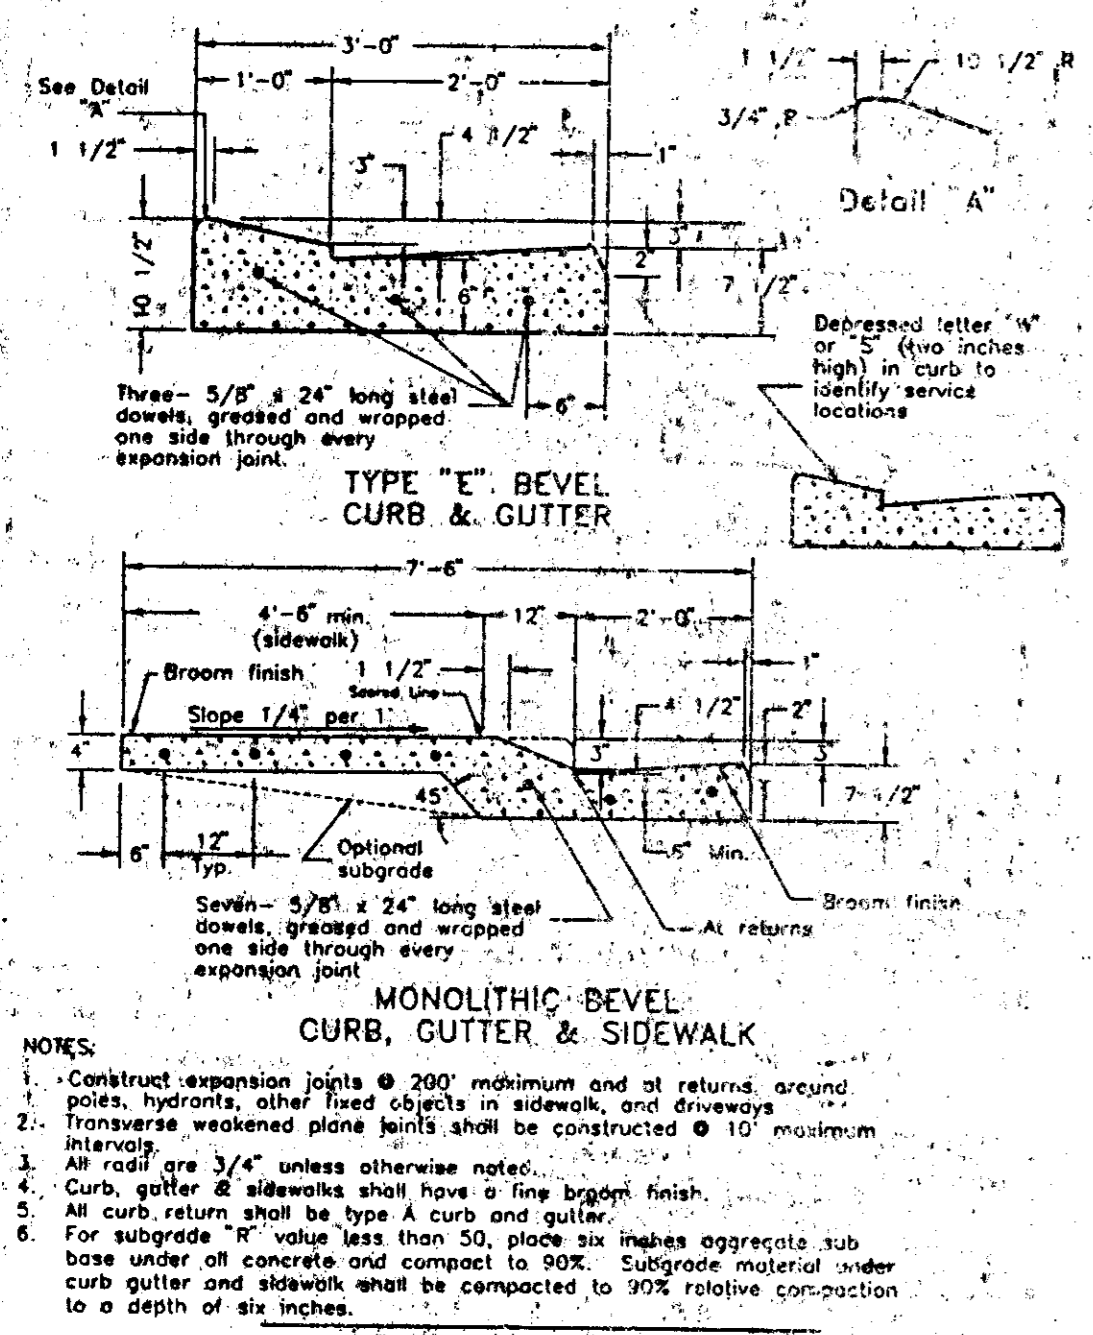 3'-0"
1'-0"
2'-0"
See Detail
"A"
1 1/2"
4 1/2"
3"
1"
10 1/2"
6"
3"
2"
7 1/2"
6"
Three- 5/8" x 24" long steel
dowels, greased and wrapped
one side through every
expansion joint.
TYPE "E" BEVEL
CURB & GUTTER
1 1/2"
10 1/2" R
3/4" R
Detail "A"
Depressed letter "W"
or "S" (two inches
high) in curb to
identify service
locations
7'-6"
4'-6" min.
(sidewalk)
12"
2'-0"
Broom finish
1 1/2"
Scored Line
1"
Slope 1/4" per 1'
4 1/2"
2"
4"
3"
3"
45°
7 1/2"
6"
12"
Typ.
Optional
subgrade
6" Min.
Broom finish
Seven- 5/8" x 24" long steel
dowels, greased and wrapped
one side through every
expansion joint
At returns
MONOLITHIC BEVEL
CURB, GUTTER & SIDEWALK
NOTES:
1. Construct expansion joints @ 200' maximum and at returns, around
poles, hydrants, other fixed objects in sidewalk, and driveways
2. Transverse weakened plane joints shall be constructed @ 10' maximum
intervals.
3. All radii are 3/4" unless otherwise noted.
4. Curb, gutter & sidewalks shall have a fine broom finish.
5. All curb return shall be type A curb and gutter.
6. For subgrade "R" value less than 50, place six inches aggregate sub
base under all concrete and compact to 90%. Subgrade material under
curb gutter and sidewalk shall be compacted to 90% relative compaction
to a depth of six inches.